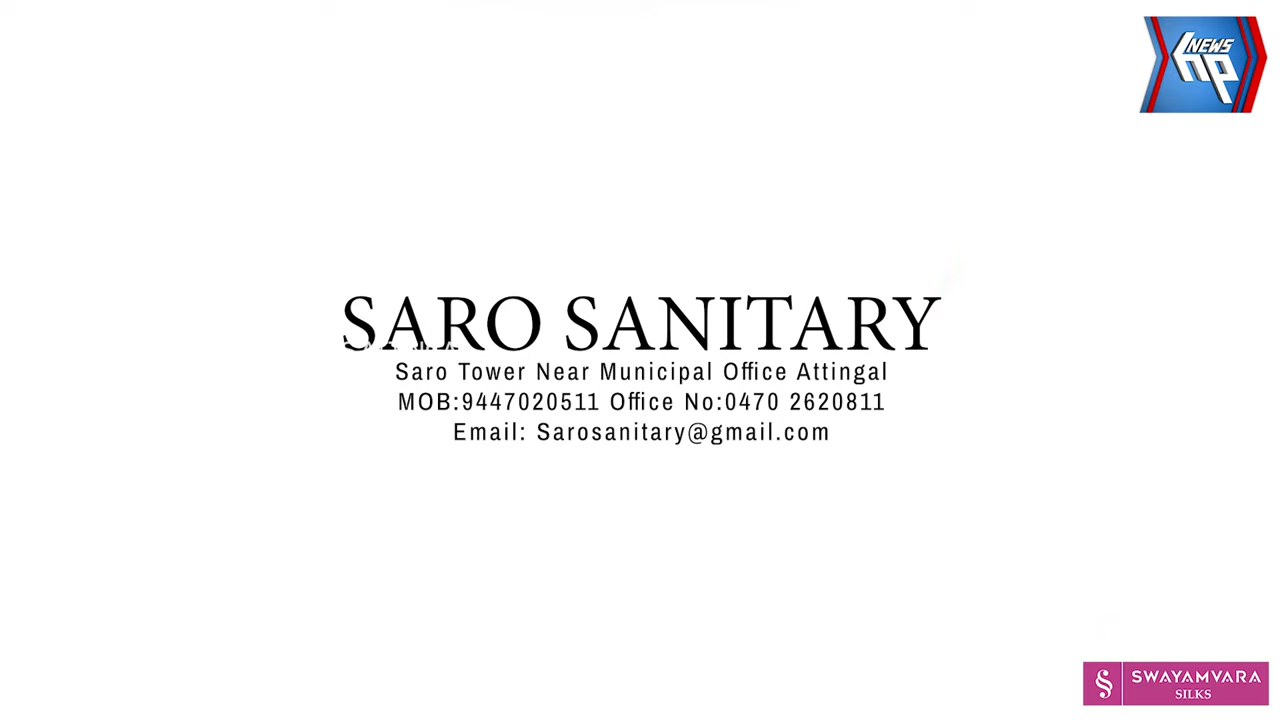 NEWS
hp
SARO SANITARY
Saro Tower Near Municipal Office Attingal
MOB:9447020511 Office No:0470 2620811
Email: Sarosanitary@gmail.com
SWAYAMVARA
SILKS